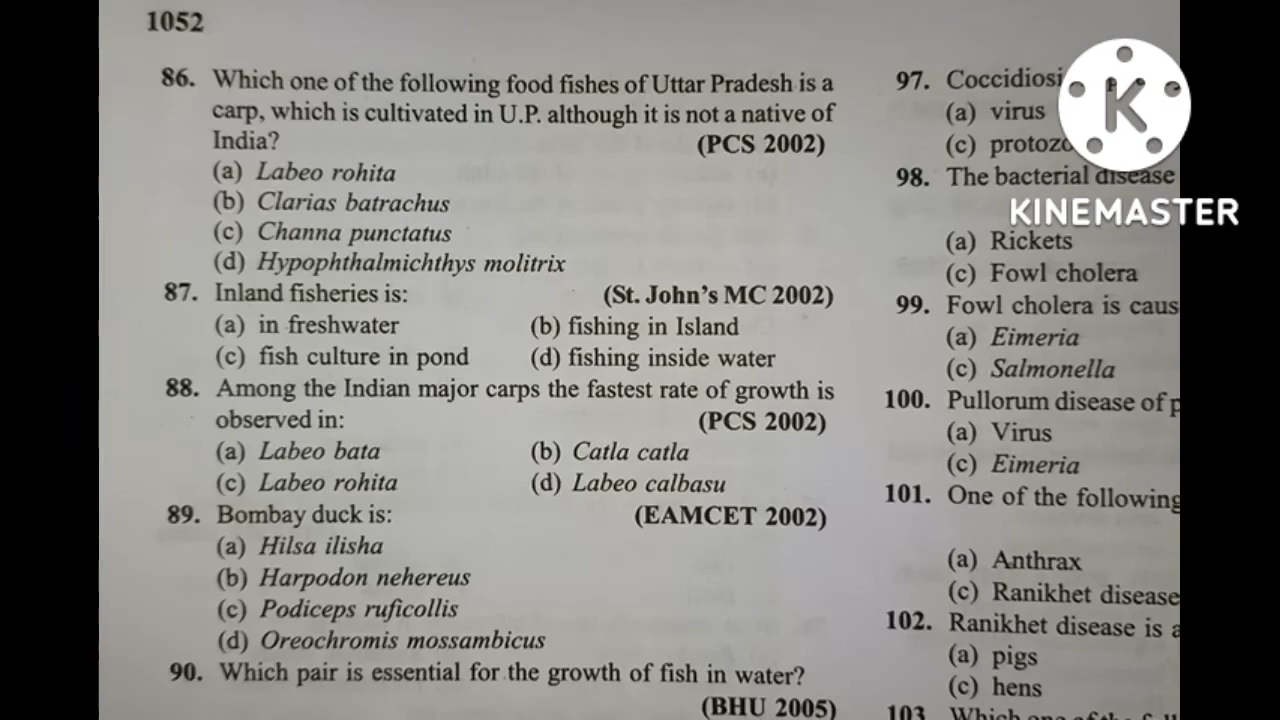 1052
86. Which one of the following food fishes of Uttar Pradesh is a
carp, which is cultivated in U.P. although it is not a native of
India? (PCS 2002)
(a) Labeo rohita
(b) Clarias batrachus
(c) Channa punctatus
(d) Hypophthalmichthys molitrix
87. Inland fisheries is: (St. John's MC 2002)
(a) in freshwater (b) fishing in Island
(c) fish culture in pond (d) fishing inside water
88. Among the Indian major carps the fastest rate of growth is
observed in: (PCS 2002)
(a) Labeo bata (b) Catla catla
(c) Labeo rohita (d) Labeo calbasu
89. Bombay duck is: (EAMCET 2002)
(a) Hilsa ilisha
(b) Harpodon nehereus
(c) Podiceps ruficollis
(d) Oreochromis mossambicus
90. Which pair is essential for the growth of fish in water?
(BHU 2005)
97. Coccidiosi
(a) virus
(c) protozo
98. The bacterial disease
(a) Rickets
(c) Fowl cholera
99. Fowl cholera is caus
(a) Eimeria
(c) Salmonella
100. Pullorum disease of p
(a) Virus
(c) Eimeria
101. One of the following
(a) Anthrax
(c) Ranikhet disease
102. Ranikhet disease is a
(a) pigs
(c) hens
103. Which one of the
K
KINEMASTER